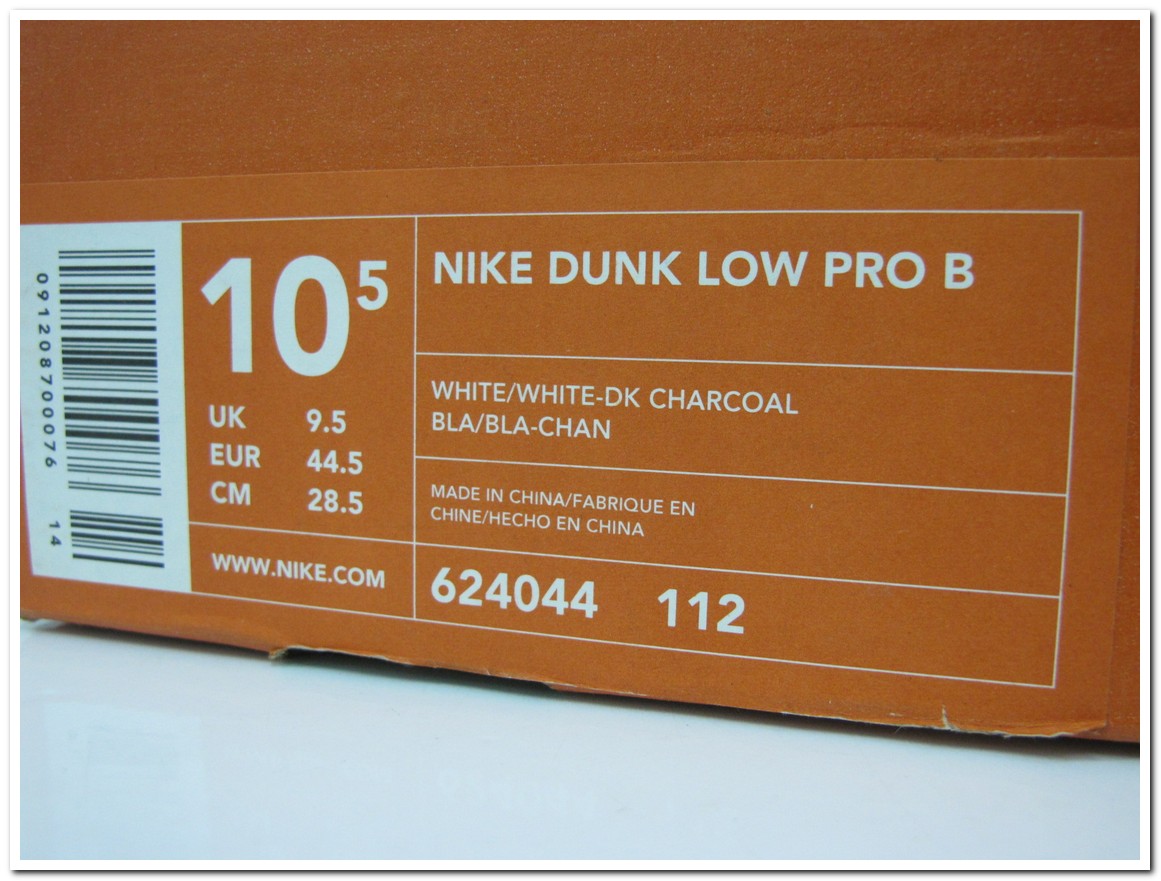 091208700076 14
10 5
UK 9.5
EUR 44.5
CM 28.5
WWW.NIKE.COM
NIKE DUNK LOW PRO B
WHITE/WHITE-DK CHARCOAL
BLA/BLA-CHAN
MADE IN CHINA/FABRIQUE EN
CHINE/HECHO EN CHINA
624044 112